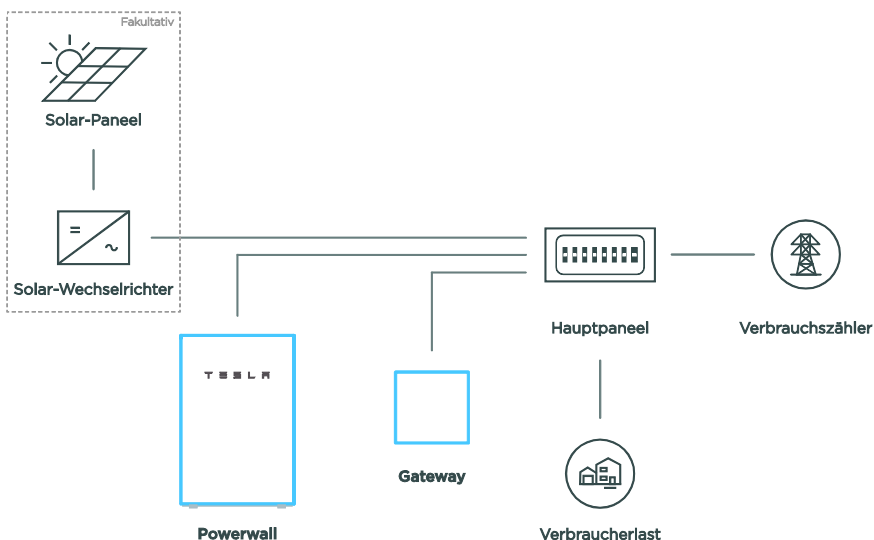 Fakultativ
Solar-Paneel
Solar-Wechselrichter
Hauptpaneel
Verbrauchszähler
TESLA
Gateway
Powerwall
Verbraucherlast